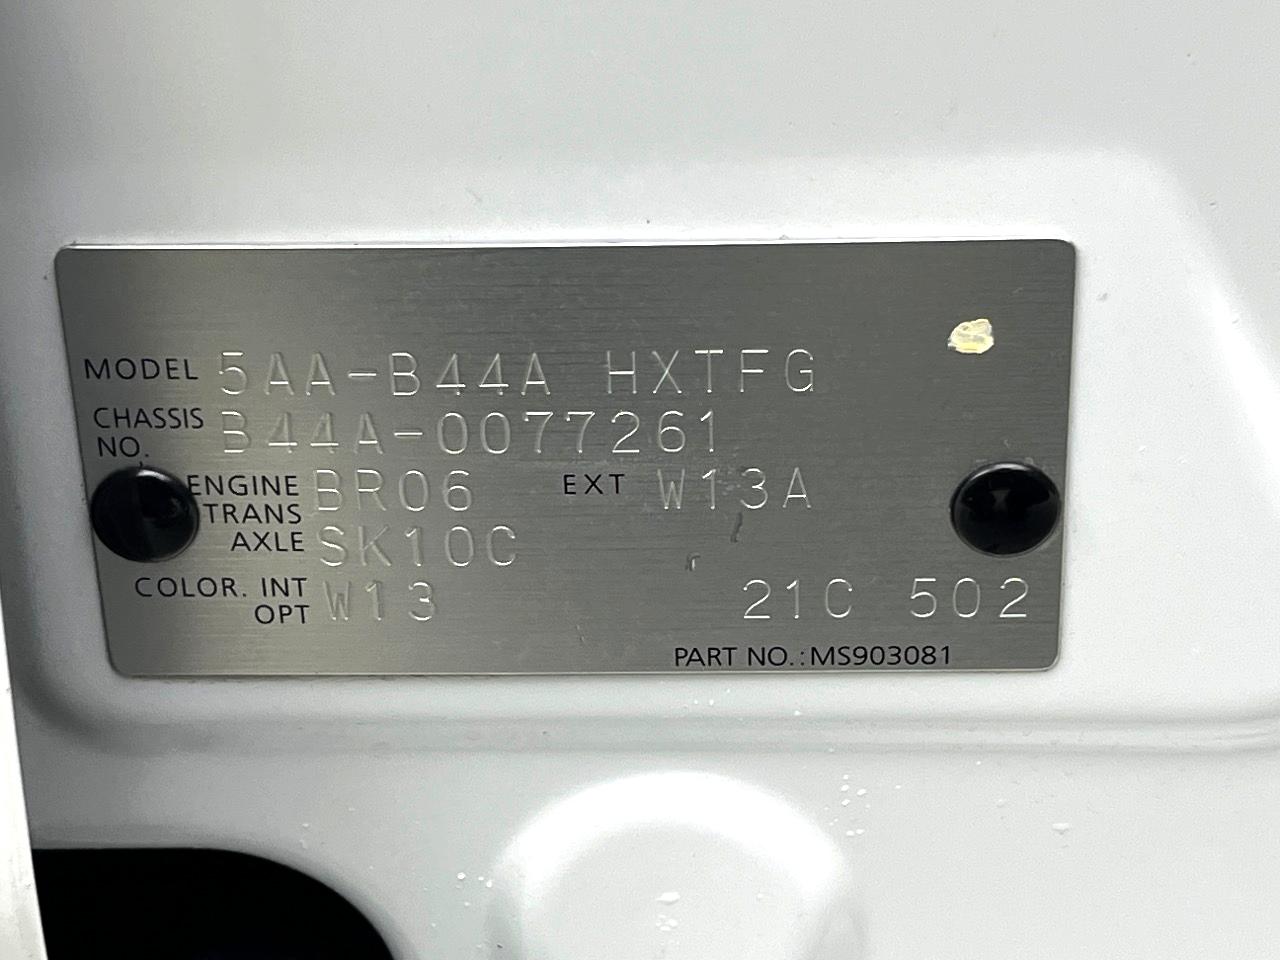 MODEL 5AA-B44A HXTFG
CHASSIS NO. B44A-0077261
ENGINE BR06 EXT W13A
TRANS AXLE SK10C
COLOR. INT OPT W13 21C 502
PART NO.: MS903081